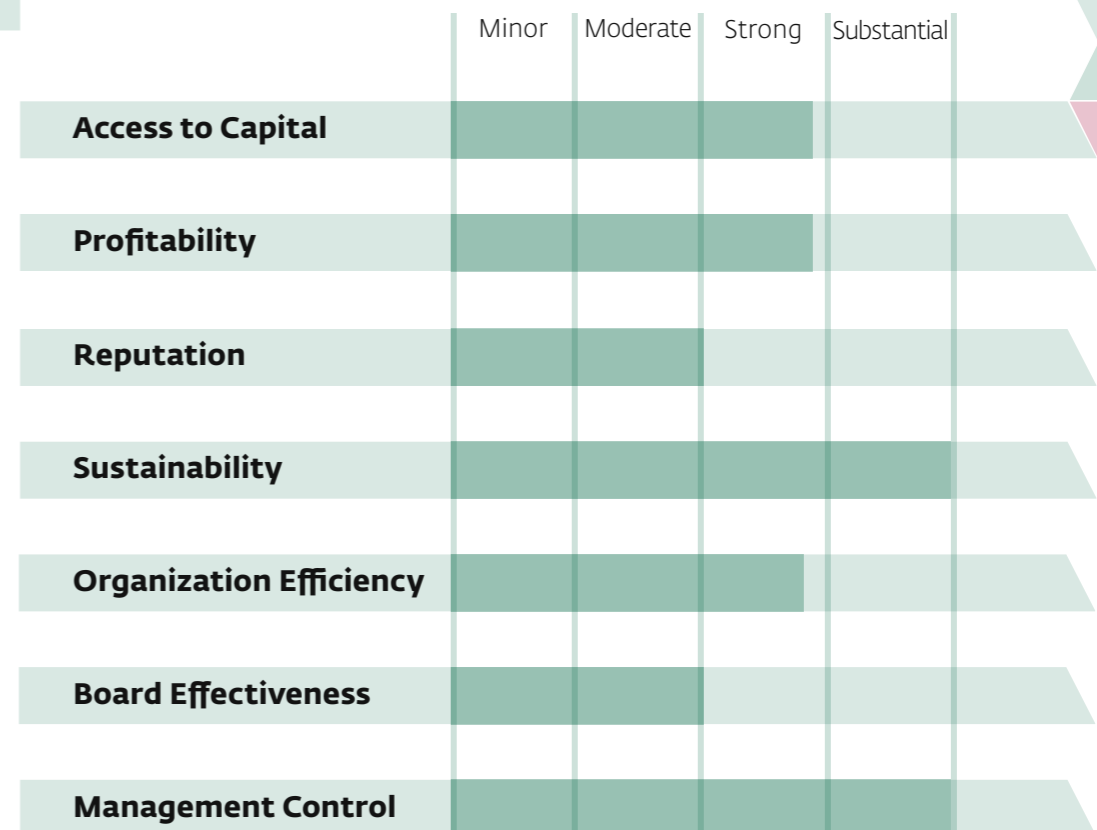 Minor Moderate Strong Substantial
Access to Capital
Profitability
Reputation
Sustainability
Organization Efficiency
Board Effectiveness
Management Control